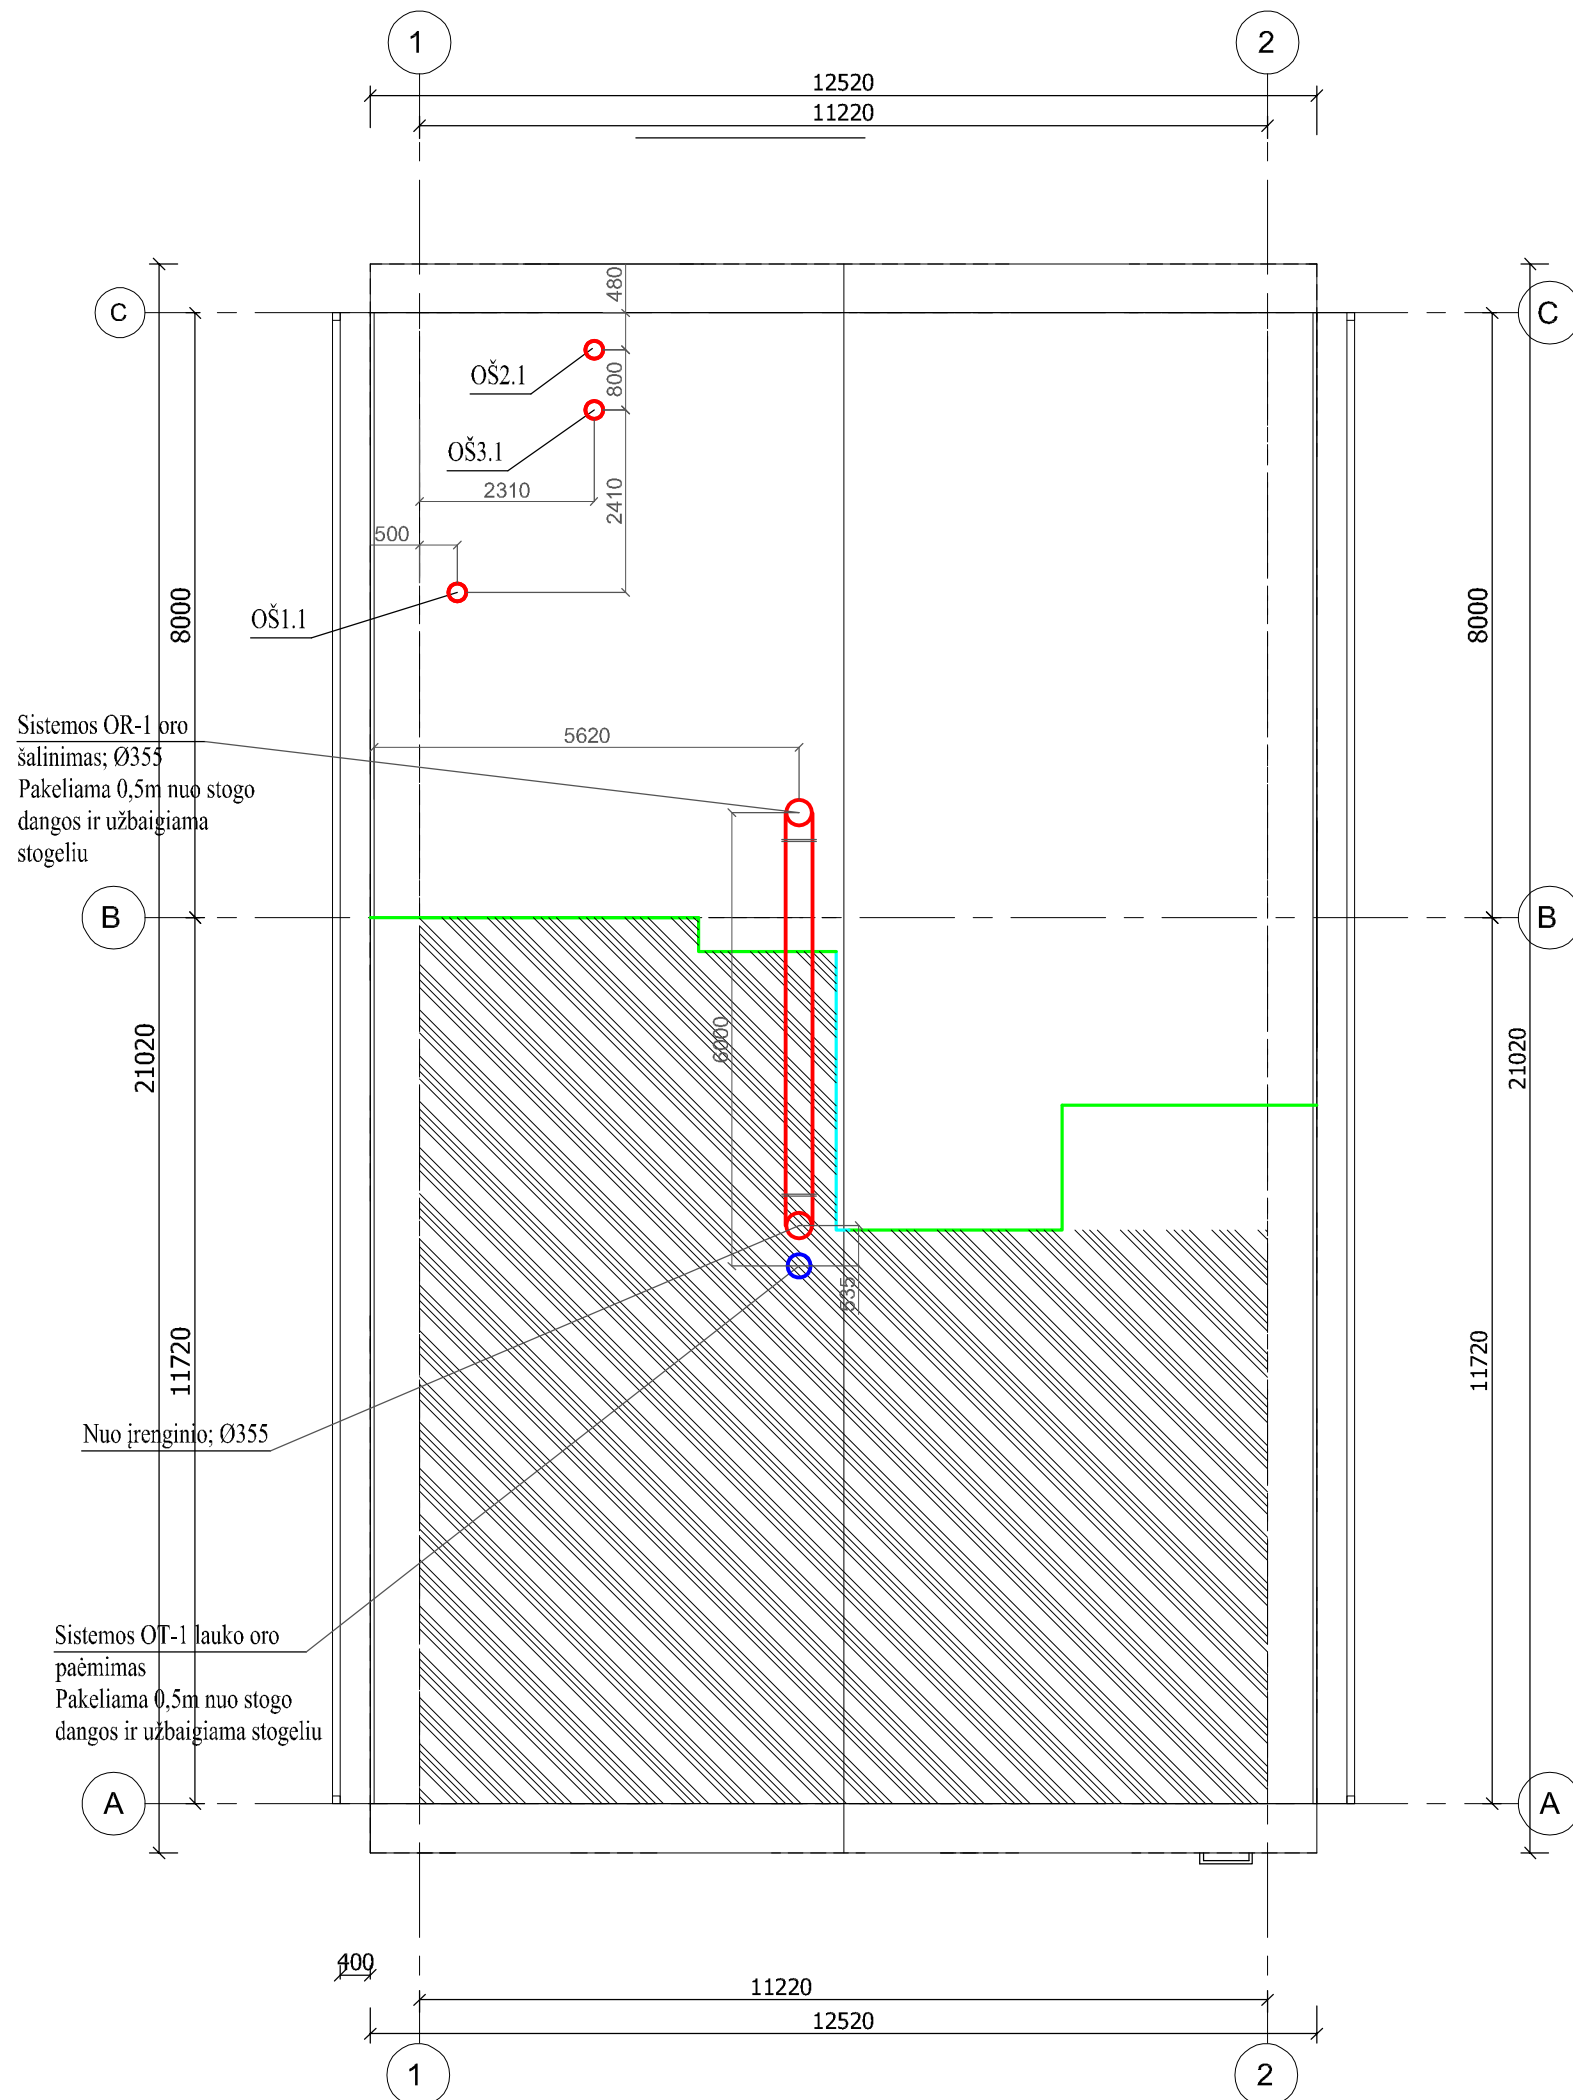 1
2
12520
11220
480
C
C
OŠ2.1
800
OŠ3.1
2310
2410
500
8000
8000
OŠ1.1
Sistemos OR-1 oro
šalinimas; Ø355
Pakeliama 0,5m nuo stogo
dangos ir užbaigiama
stogeliu
5620
B
B
6000
21020
21020
535
11720
11720
Nuo įrenginio; Ø355
Sistemos OT-1 lauko oro
paėmimas
Pakeliama 0,5m nuo stogo
dangos ir užbaigiama stogeliu
A
A
400
11220
12520
1
2